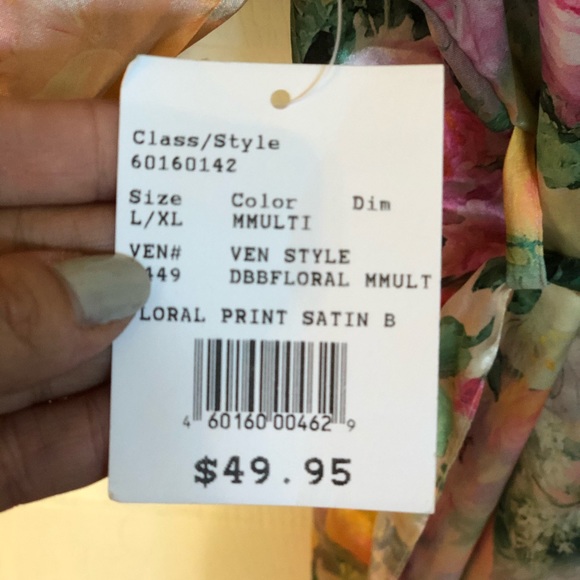 Class/Style
60160142
Size Color Dim
L/XL MMULTI
VEN# VEN STYLE
449 DBBFLORAL MMULT
LORAL PRINT SATIN B
4 60160 00462 9
$49.95